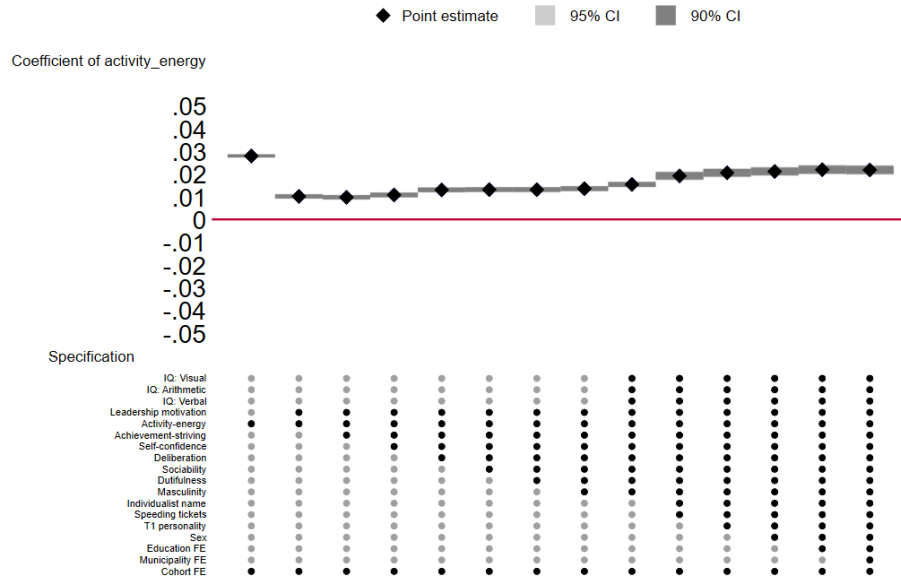 Point estimate 95% CI 90% CI
Coefficient of activity_energy
.05
.04
.03
.02
.01
0
-.01
-.02
-.03
-.04
-.05
Specification
IQ: Visual
IQ: Arithmetic
IQ: Verbal
Leadership motivation
Activity-energy
Achievement-striving
Self-confidence
Deliberation
Sociability
Dutifulness
Masculinity
Individualist name
Speeding tickets
T1 personality
Sex
Education FE
Municipality FE
Cohort FE